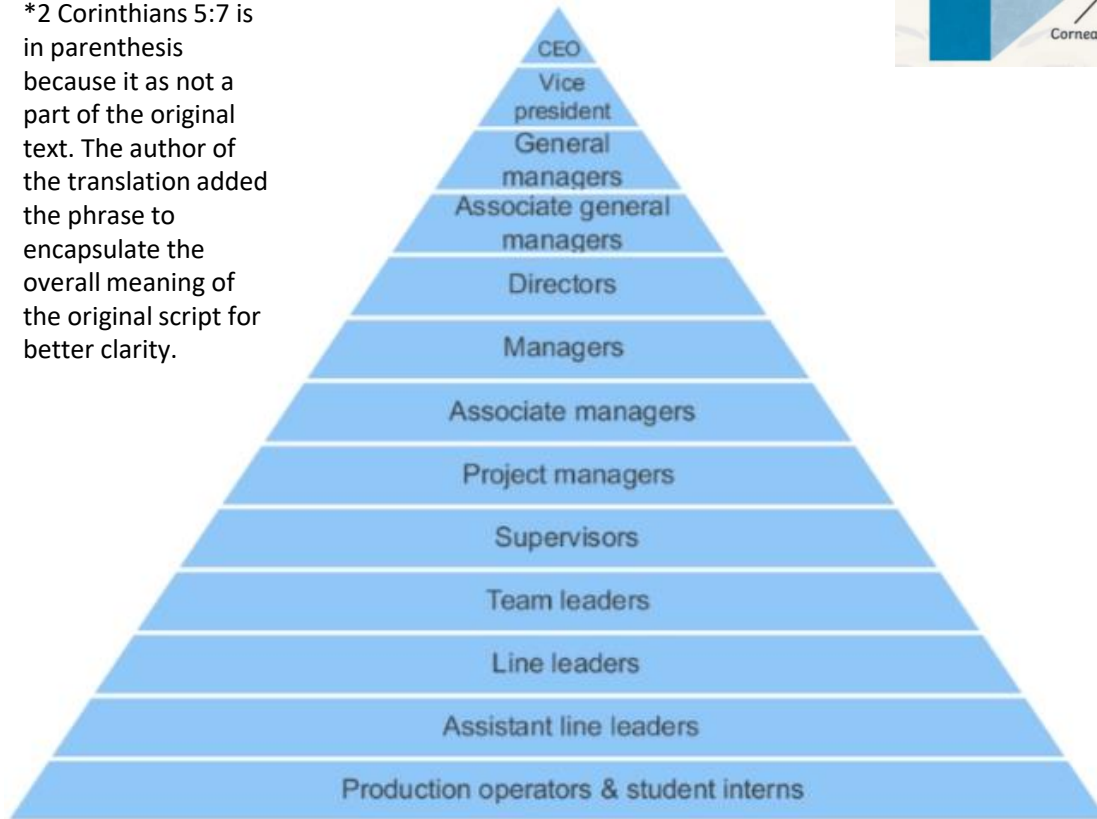 *2 Corinthians 5:7 is
in parenthesis
because it as not a
part of the original
text. The author of
the translation added
the phrase to
encapsulate the
overall meaning of
the original script for
better clarity.
Cornea
CEO
Vice
president
General
managers
Associate general
managers
Directors
Managers
Associate managers
Project managers
Supervisors
Team leaders
Line leaders
Assistant line leaders
Production operators & student interns